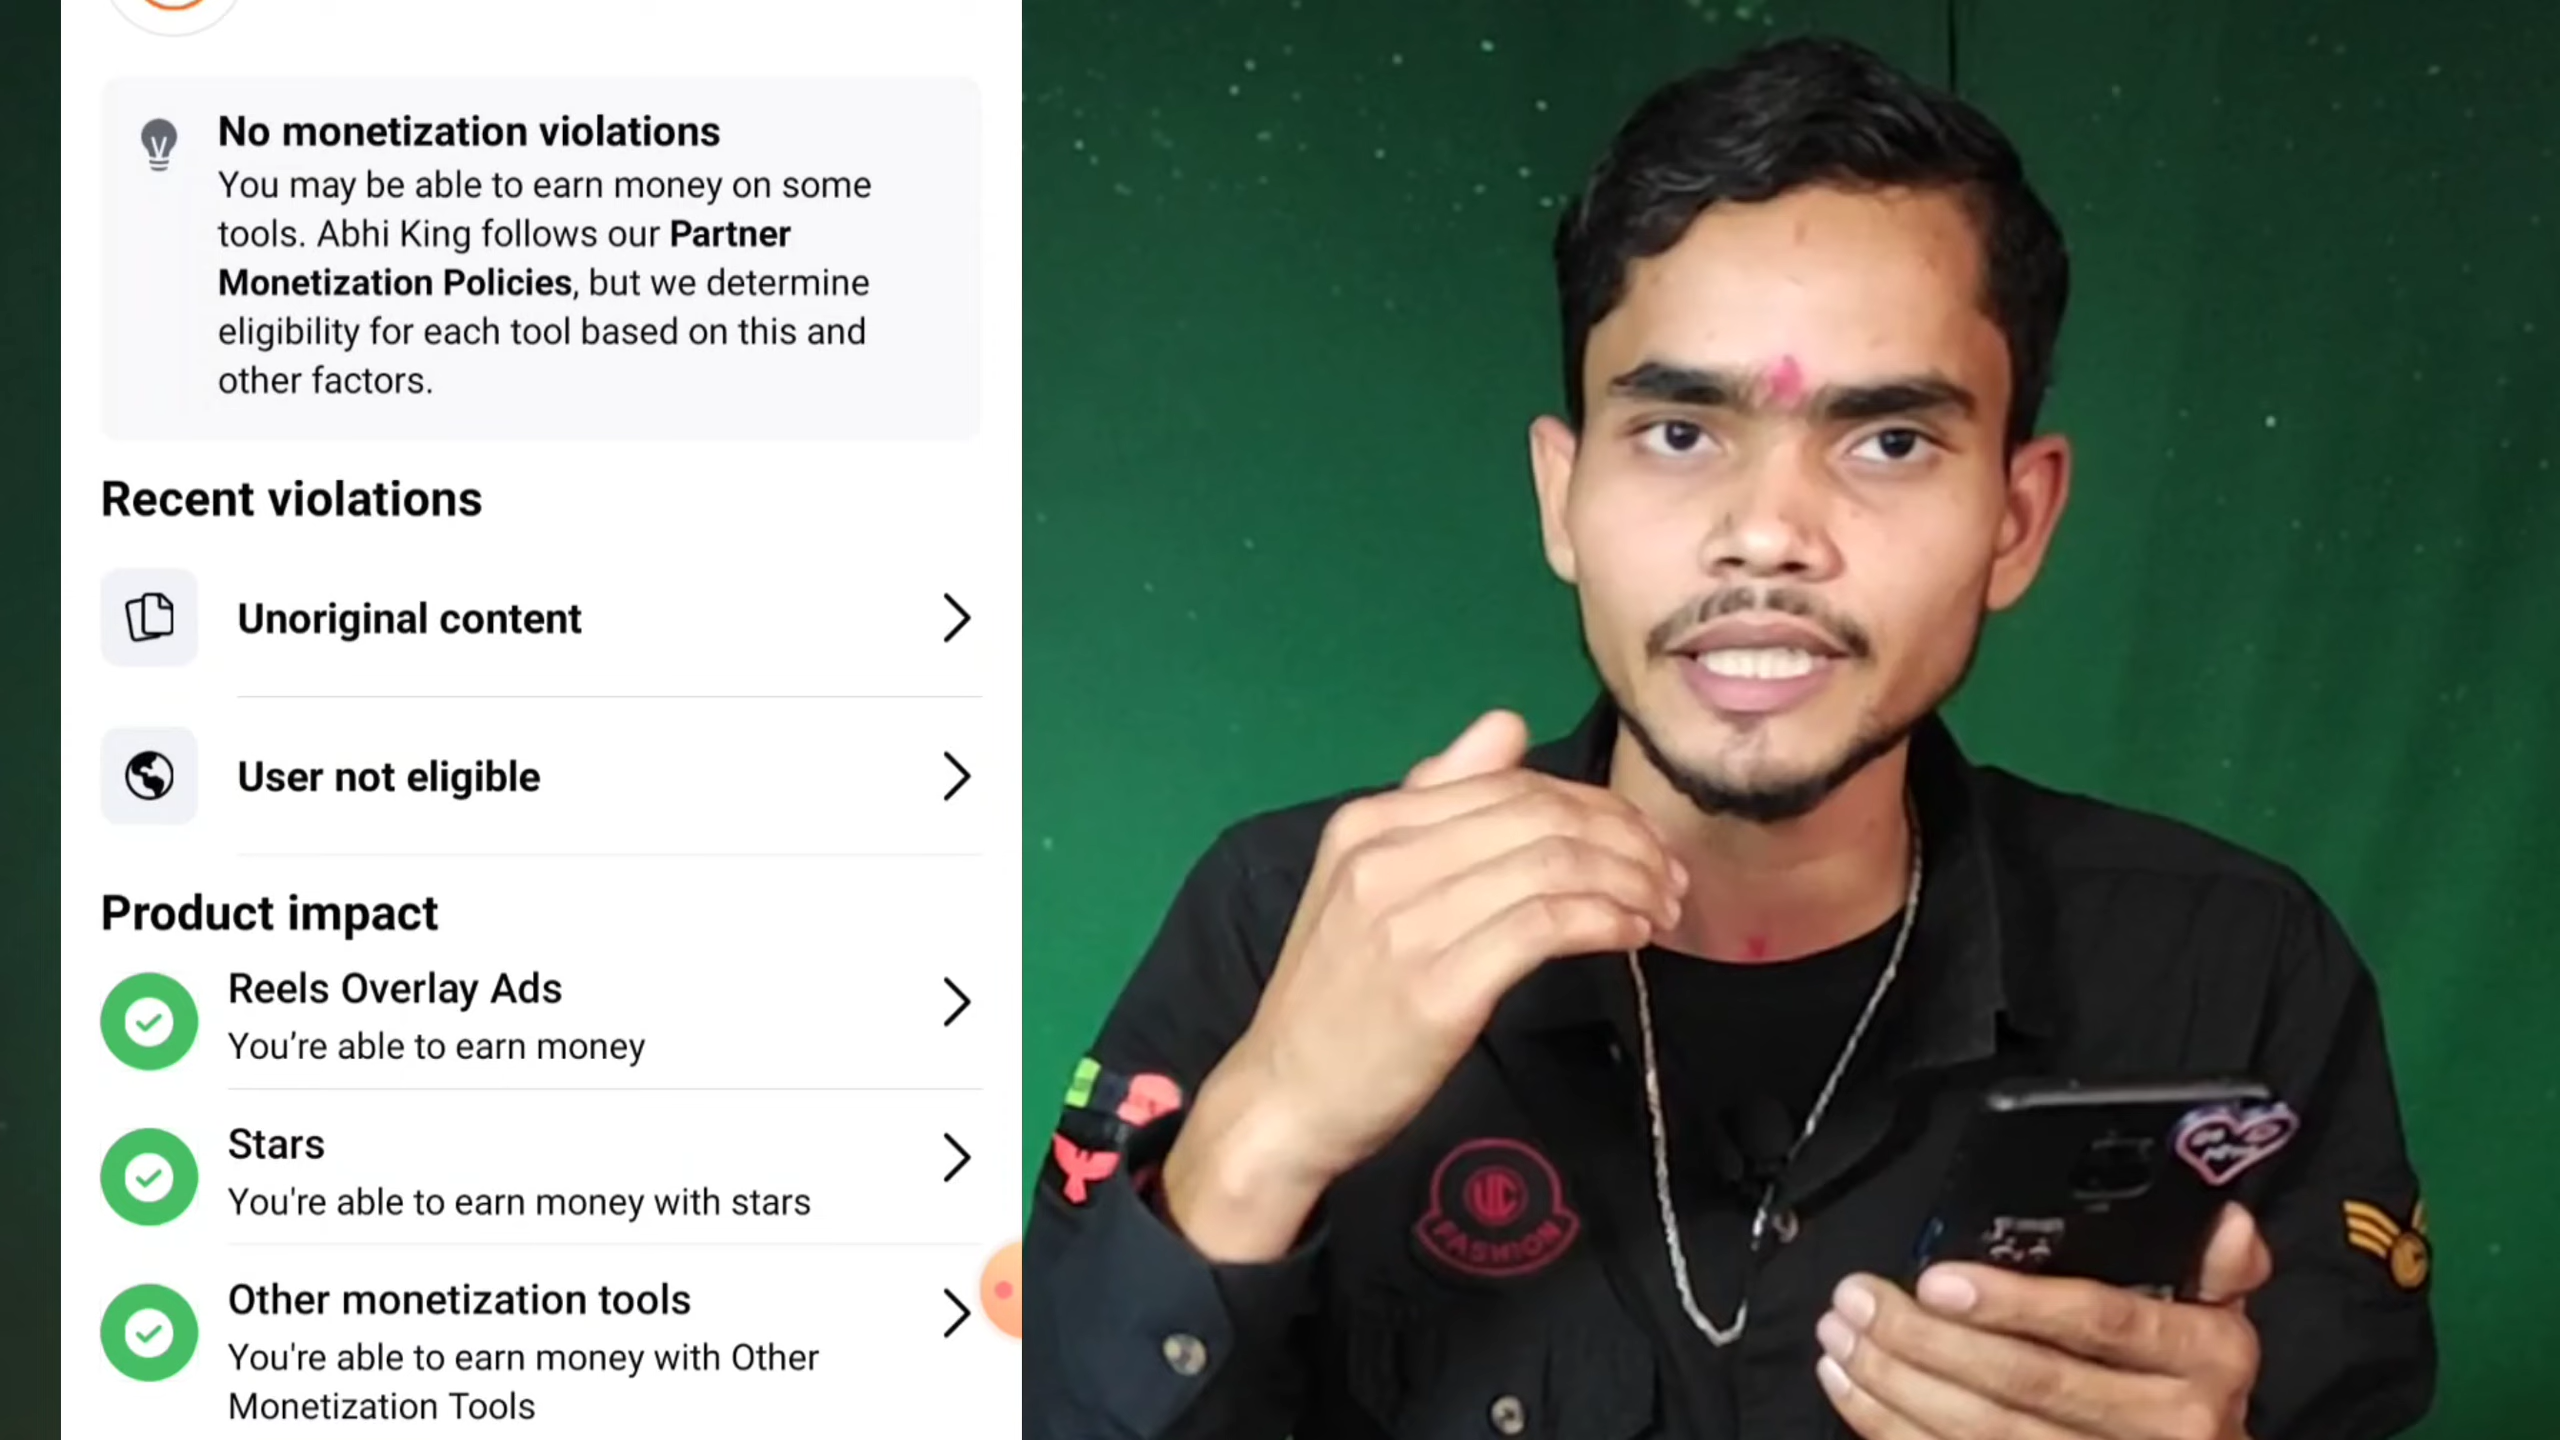 No monetization violations
You may be able to earn money on some
tools. Abhi King follows our Partner
Monetization Policies, but we determine
eligibility for each tool based on this and
other factors.
Recent violations
Unoriginal content
User not eligible
Product impact
Reels Overlay Ads
You’re able to earn money
Stars
You're able to earn money with stars
Other monetization tools
You're able to earn money with Other
Monetization Tools
UC
FASHION